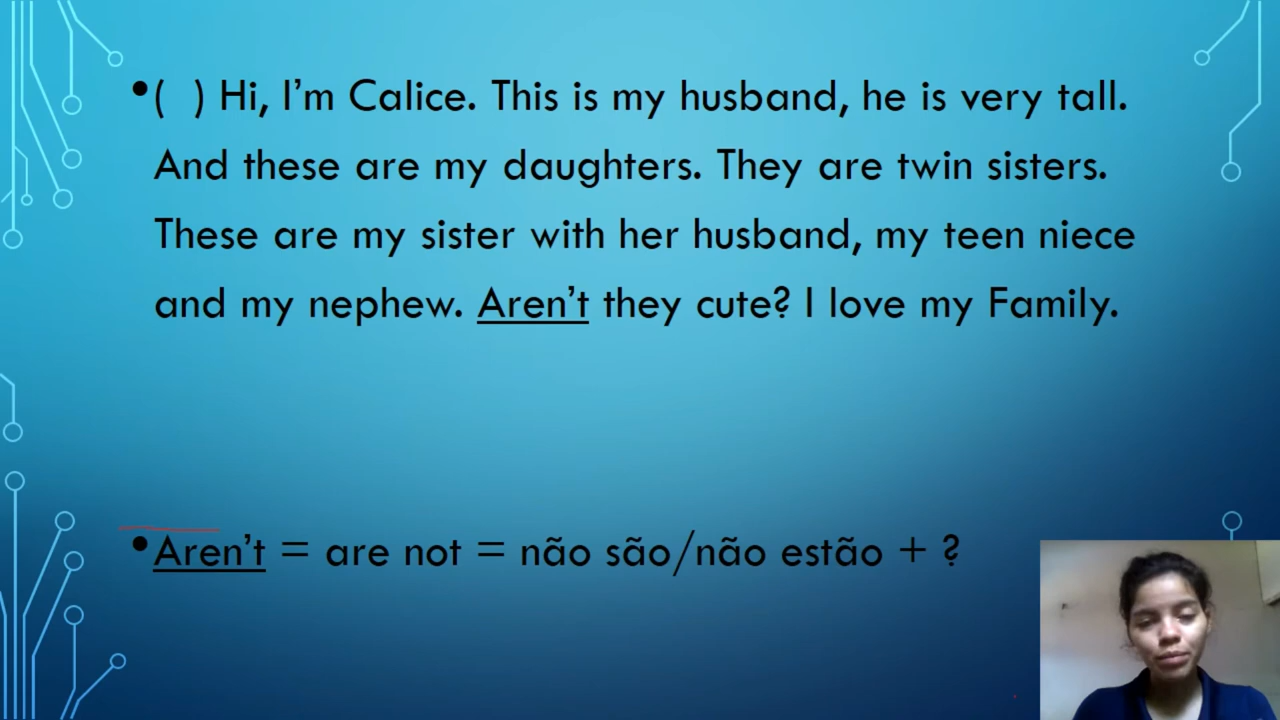 •( ) Hi, I’m Calice. This is my husband, he is very tall.
And these are my daughters. They are twin sisters.
These are my sister with her husband, my teen niece
and my nephew. Aren’t they cute? I love my Family.
•Aren’t = are not = não são/não estão + ?